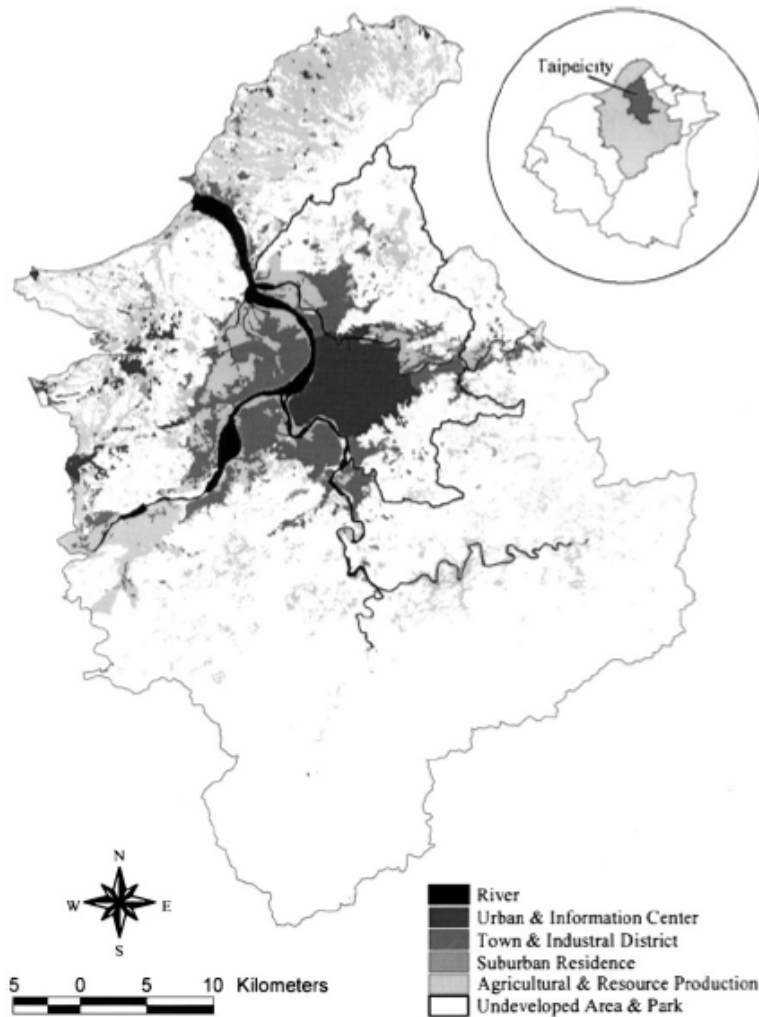 Taipeicity
N
W E
S
5 0 5 10 Kilometers
River
Urban & Information Center
Town & Industral District
Suburban Residence
Agricultural & Resource Production
Undeveloped Area & Park